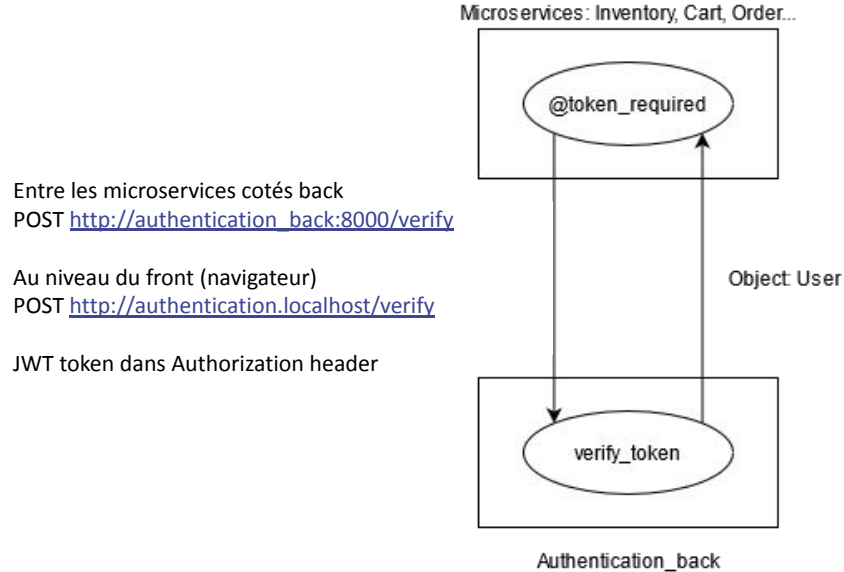 Microservices: Inventory, Cart, Order...
@token_required
Entre les microservices cotés back
POST http://authentication_back:8000/verify
Au niveau du front (navigateur)
POST http://authentication.localhost/verify
JWT token dans Authorization header
Object: User
verify_token
Authentication_back